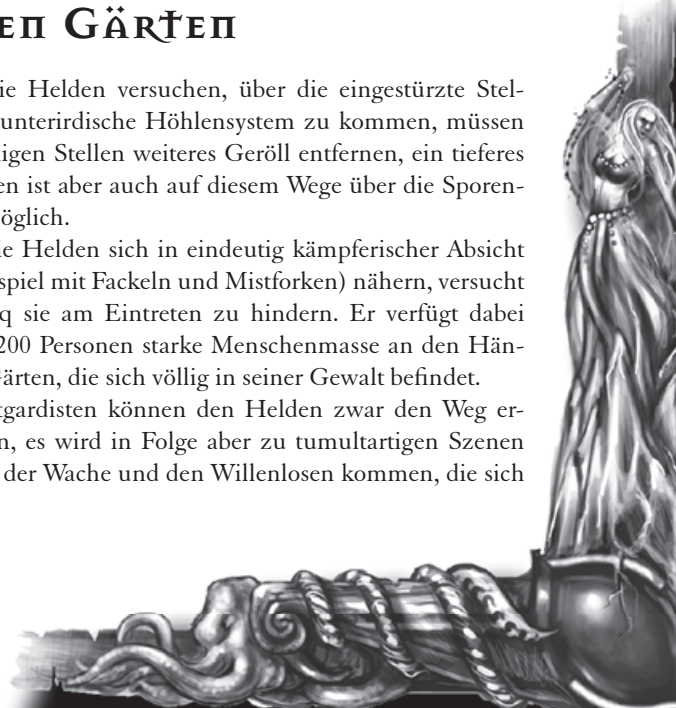 en Gärten
ie Helden versuchen, über die eingestürzte Stel-
unterirdische Höhlensystem zu kommen, müssen
igen Stellen weiteres Geröll entfernen, ein tieferes
en ist aber auch auf diesem Wege über die Sporen-
öglich.
ie Helden sich in eindeutig kämpferischer Absicht
spiel mit Fackeln und Mistforken) nähern, versucht
q sie am Eintreten zu hindern. Er verfügt dabei
200 Personen starke Menschenmasse an den Hän-
ärten, die sich völlig in seiner Gewalt befindet.
tgardisten können den Helden zwar den Weg er-
n, es wird in Folge aber zu tumultartigen Szenen
der Wache und den Willenlosen kommen, die sich